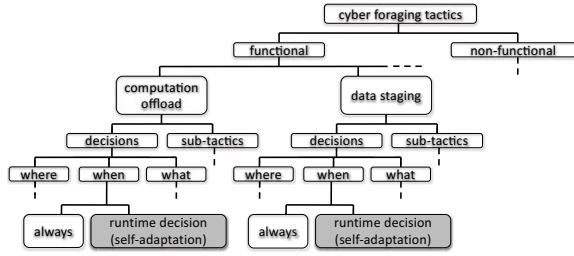 cyber foraging tactics
functional
non-functional
computation
offload
data staging
decisions
sub-tactics
decisions
sub-tactics
where
when
what
where
when
what
always
runtime decision
(self-adaptation)
always
runtime decision
(self-adaptation)